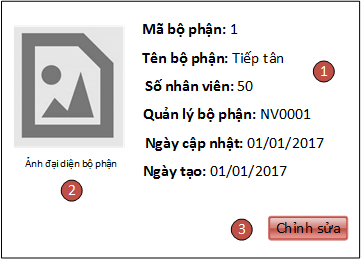 Mã bộ phận: 1
Tên bộ phận: Tiếp tân
1
Số nhân viên: 50
Quản lý bộ phận: NV0001
Ngày cập nhật: 01/01/2017
Ảnh đại diện bộ phận
Ngày tạo: 01/01/2017
2
3
Chỉnh sửa